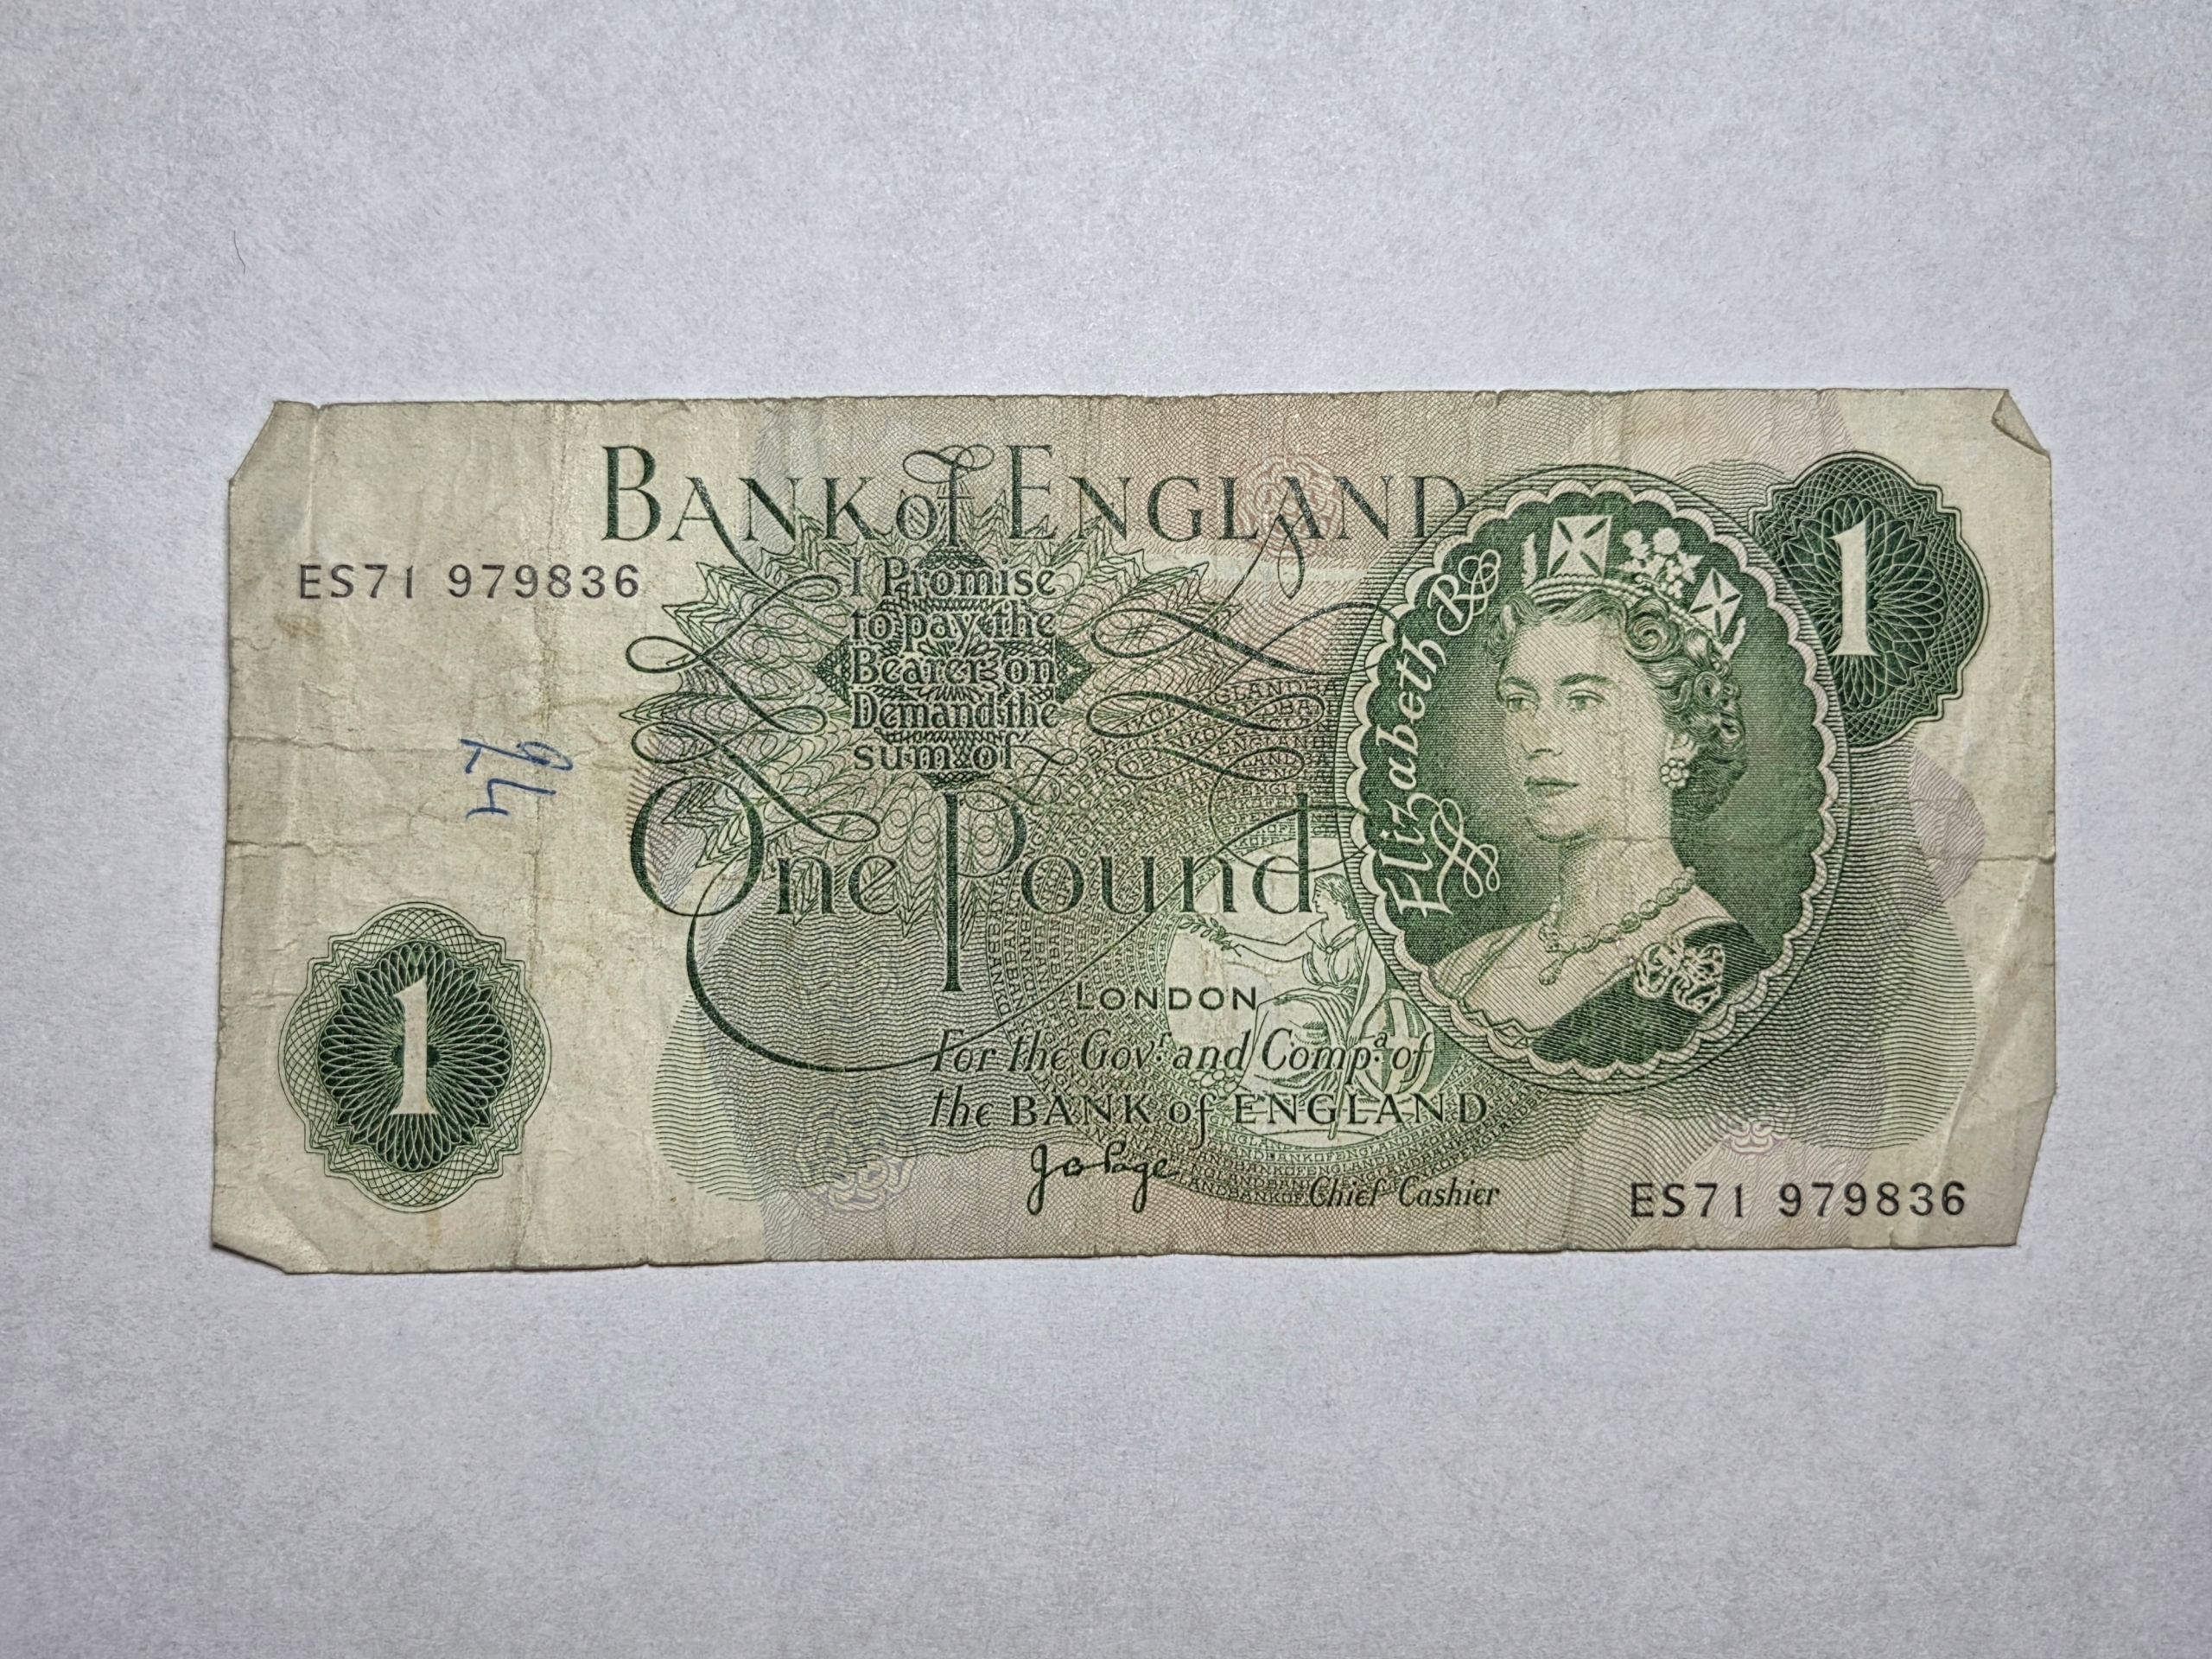 BANK of ENGLAND
1
ES71 979836
I Promise
to pay the
Bearer on
Demand the
sum of
One Pound
Elizabeth R
1
LONDON
For the Govr. and Compa. of
the BANK of ENGLAND
Chief Cashier
ES71 979836